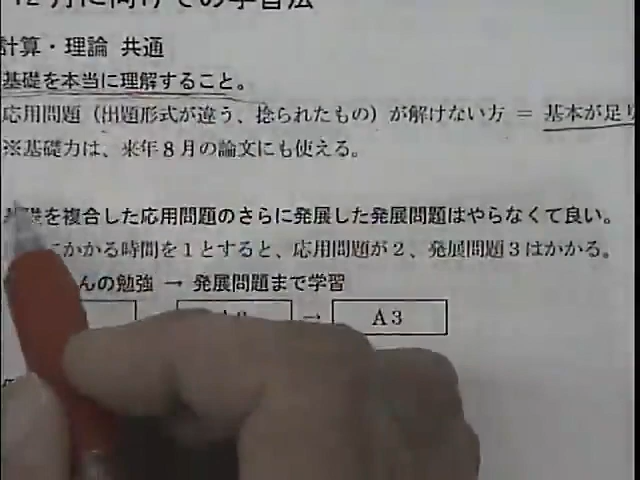 12月に向けての学習法
計算・理論 共通
基礎を本当に理解すること。
応用問題（出題形式が違う、捻られたもの）が解けない方 ＝ 基本が足り
※基礎力は、来年８月の論文にも使える。
基礎を複合した応用問題のさらに発展した発展問題はやらなくて良い。
にかかる時間を１とすると、応用問題が２、発展問題３はかかる。
んの勉強 → 発展問題まで学習
→ A３